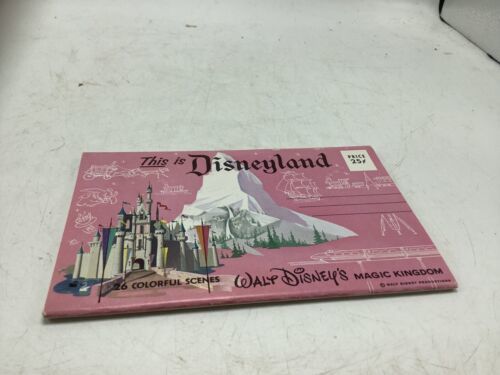 This is Disneyland
PRICE
25¢
26 COLORFUL SCENES
WALT DISNEY'S MAGIC KINGDOM
© WALT DISNEY PRODUCTIONS